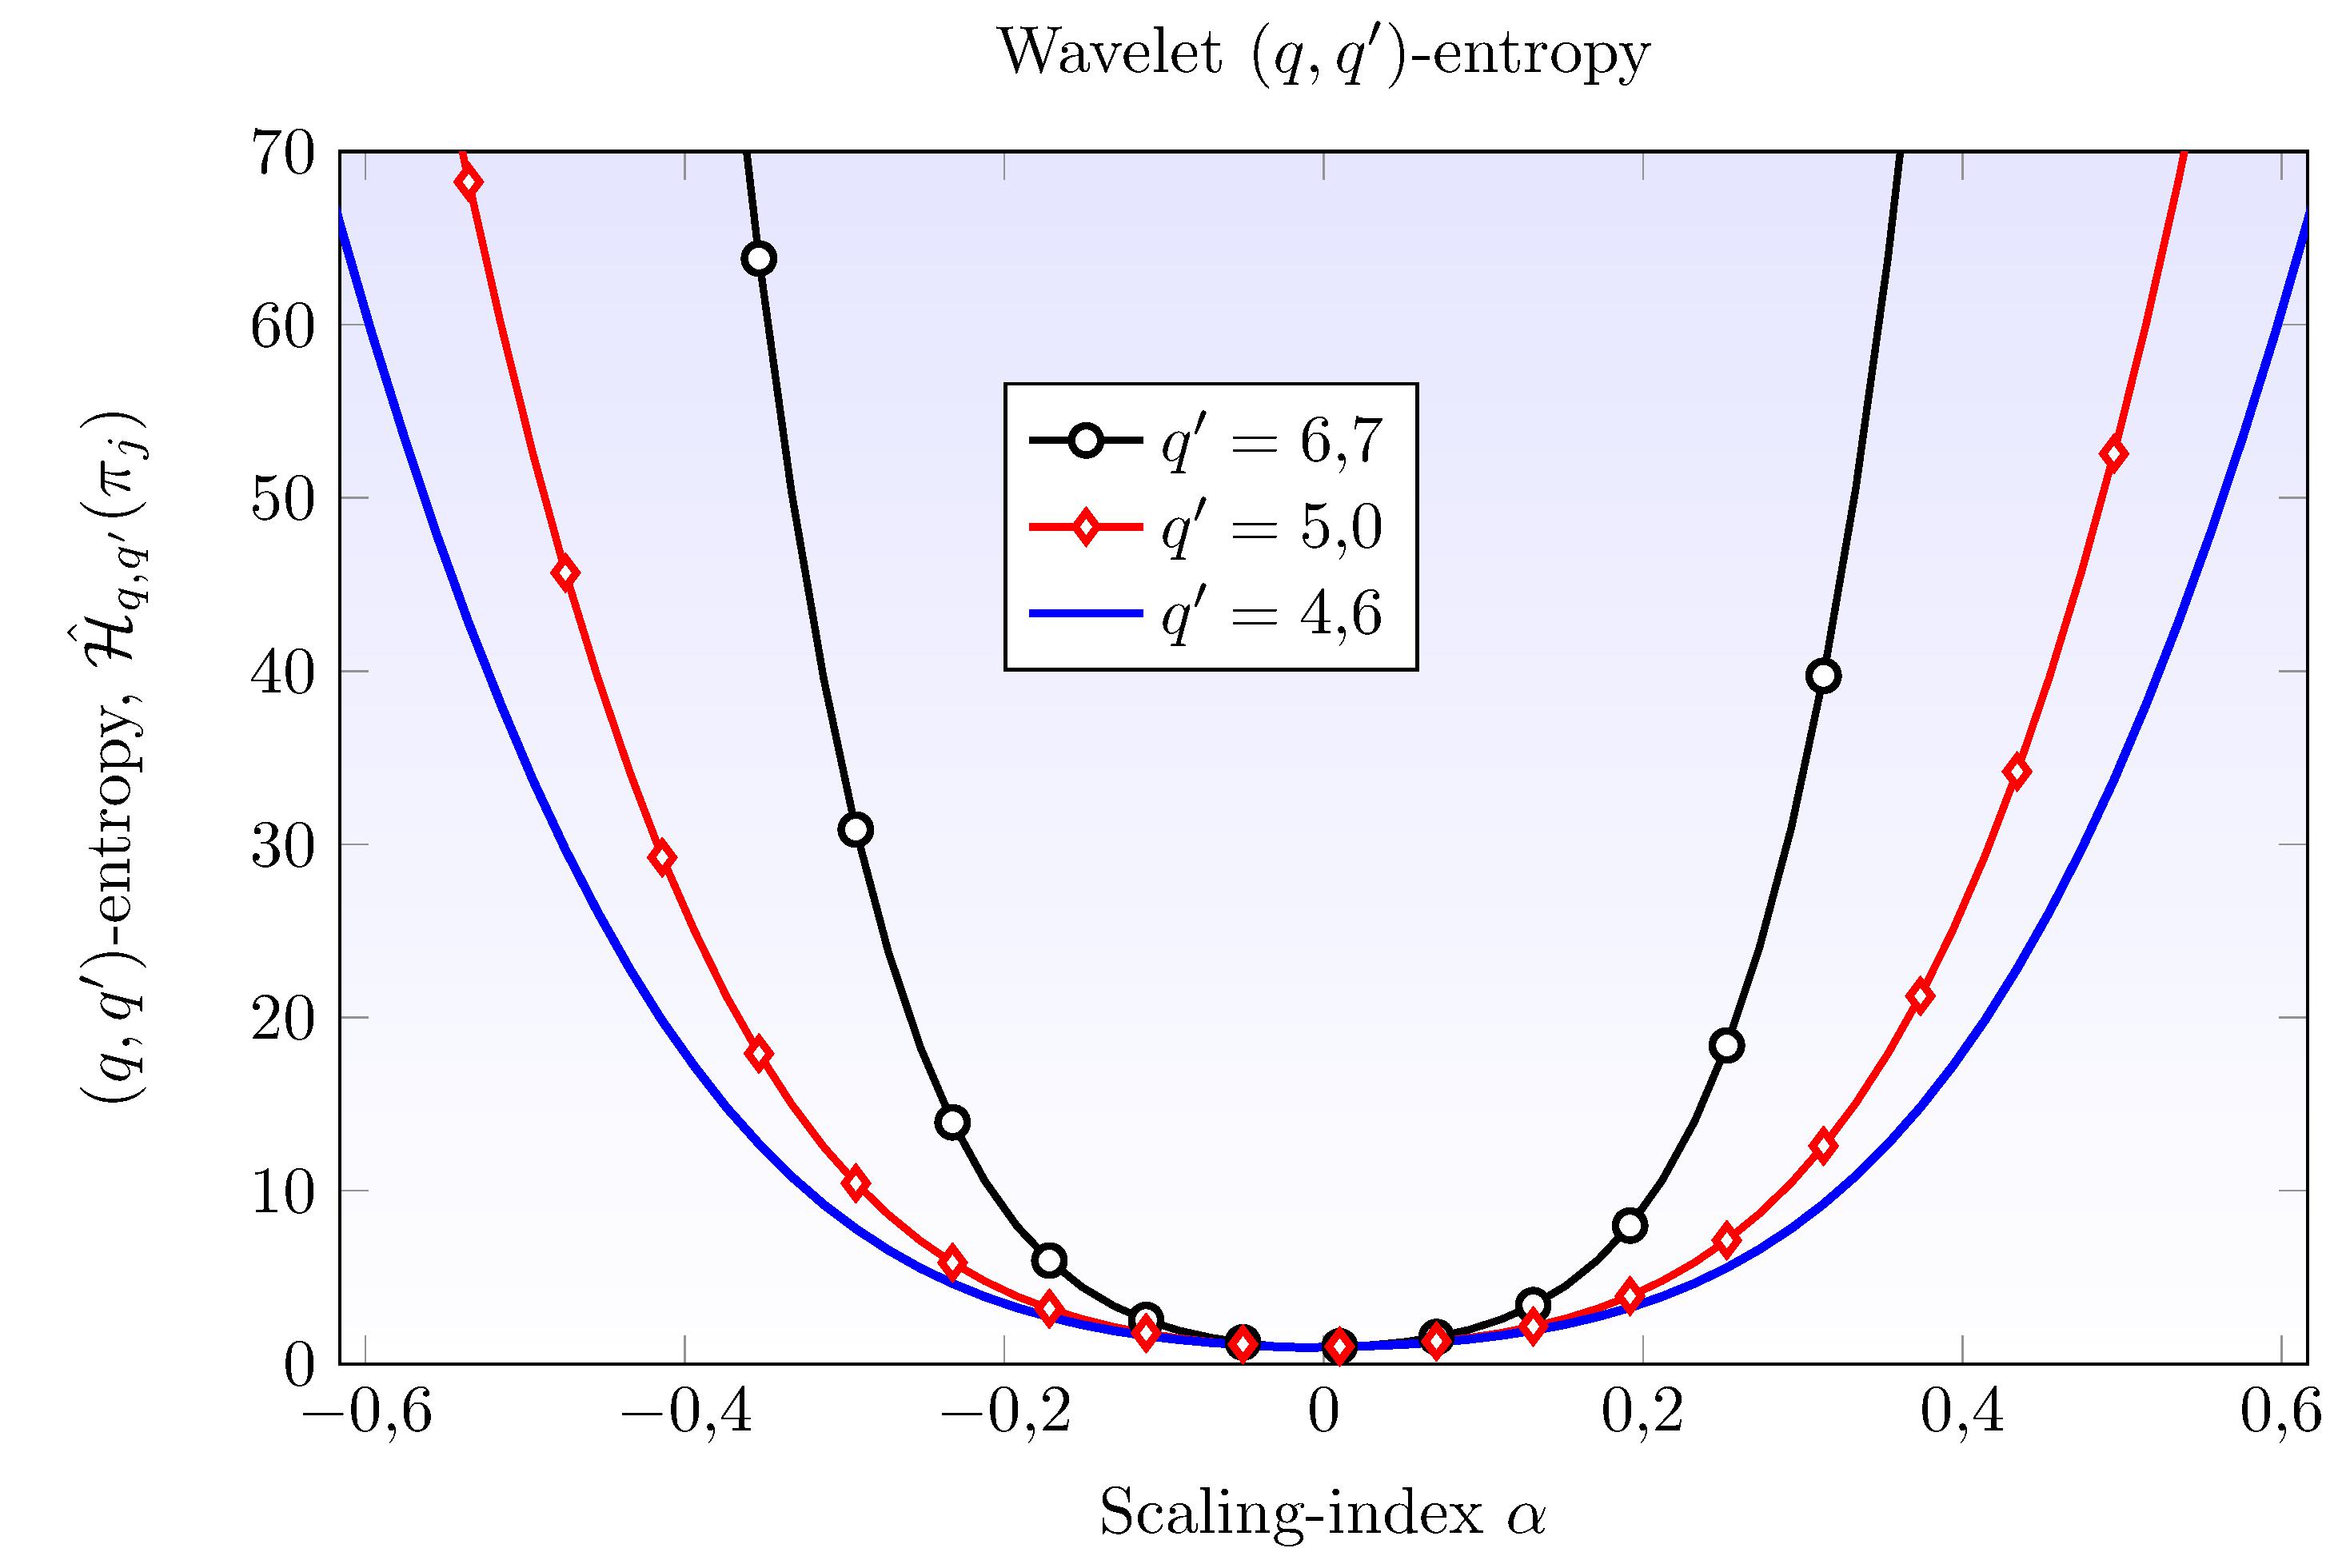 Wavelet (q, q′)-entropy
(q, q′)-entropy, Ĥq,q′(πj)
70
60
50
40
30
20
10
0
q′ = 6,7
q′ = 5,0
q′ = 4,6
−0,6 −0,4 −0,2 0 0,2 0,4 0,6
Scaling-index α